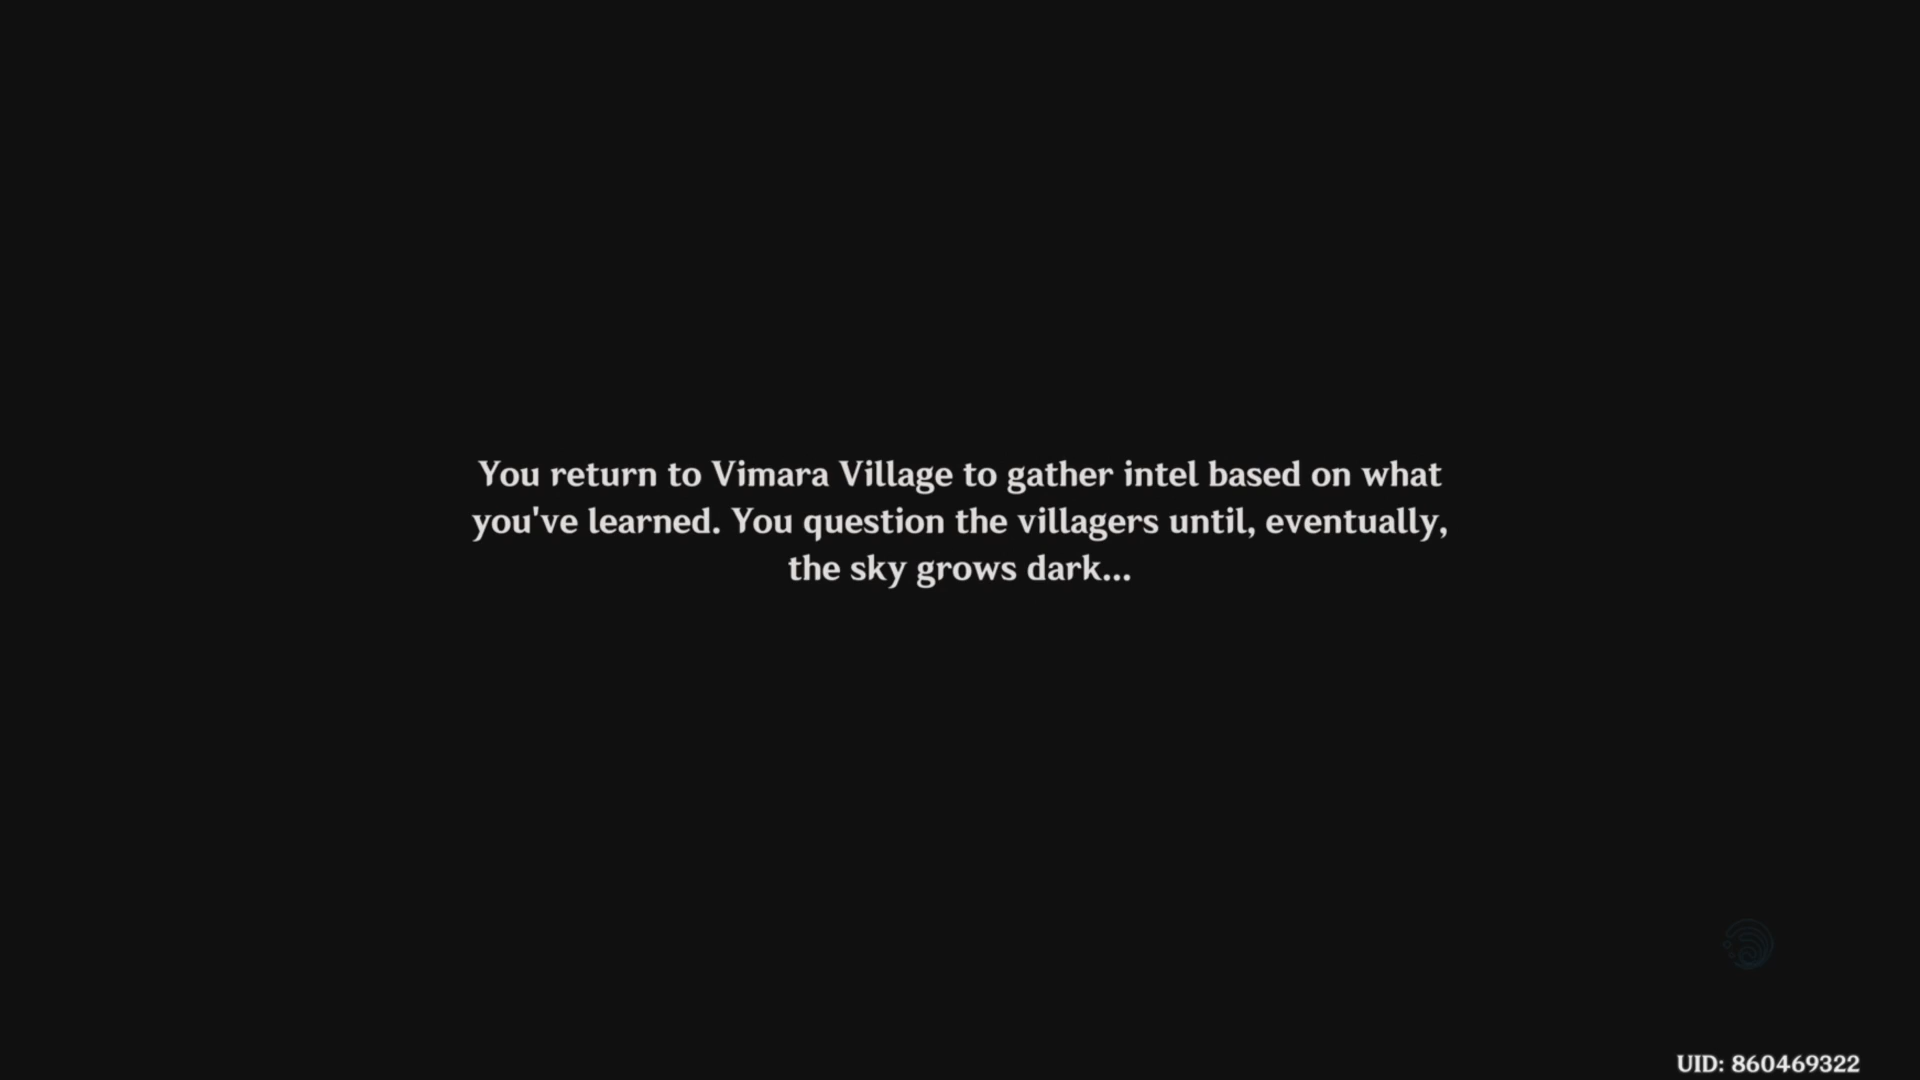 You return to Vimara Village to gather intel based on what
you've learned. You question the villagers until, eventually,
the sky grows dark...
UID: 860469322